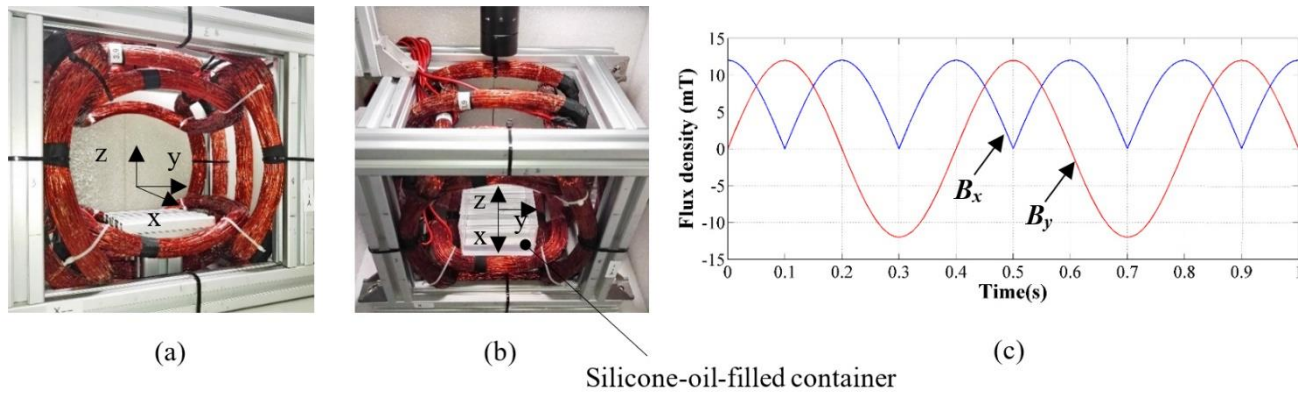 z
y
x
z
y
x
15
10
5
0
-5
-10
-15
Flux density (mT)
Bx
By
0 0.1 0.2 0.3 0.4 0.5 0.6 0.7 0.8 0.9 1
Time(s)
(a) (b) (c)
Silicone-oil-filled container